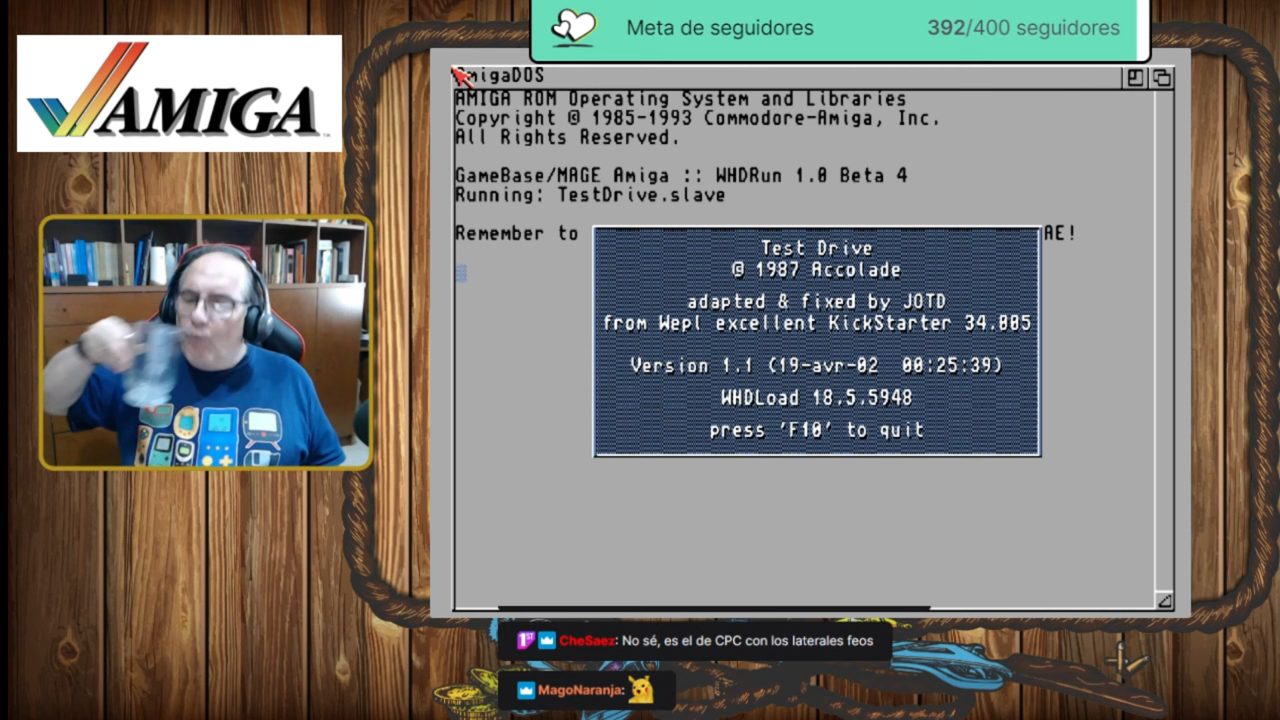 Meta de seguidores 392/400 seguidores
AMIGA
AmigaDOS
AMIGA ROM Operating System and Libraries
Copyright © 1985-1993 Commodore-Amiga, Inc.
All Rights Reserved.
GameBase/MAGE Amiga :: WHDRun 1.0 Beta 4
Running: TestDrive.slave
Remember to AE!
Test Drive
© 1987 Accolade
adapted & fixed by JOTD
from Wepl excellent KickStarter 34.005
Version 1.1 (19-avr-02 00:25:39)
WHDLoad 18.5.5948
press 'F10' to quit
1ST CheSaez: No sé, es el de CPC con los laterales feos
MagoNaranja: